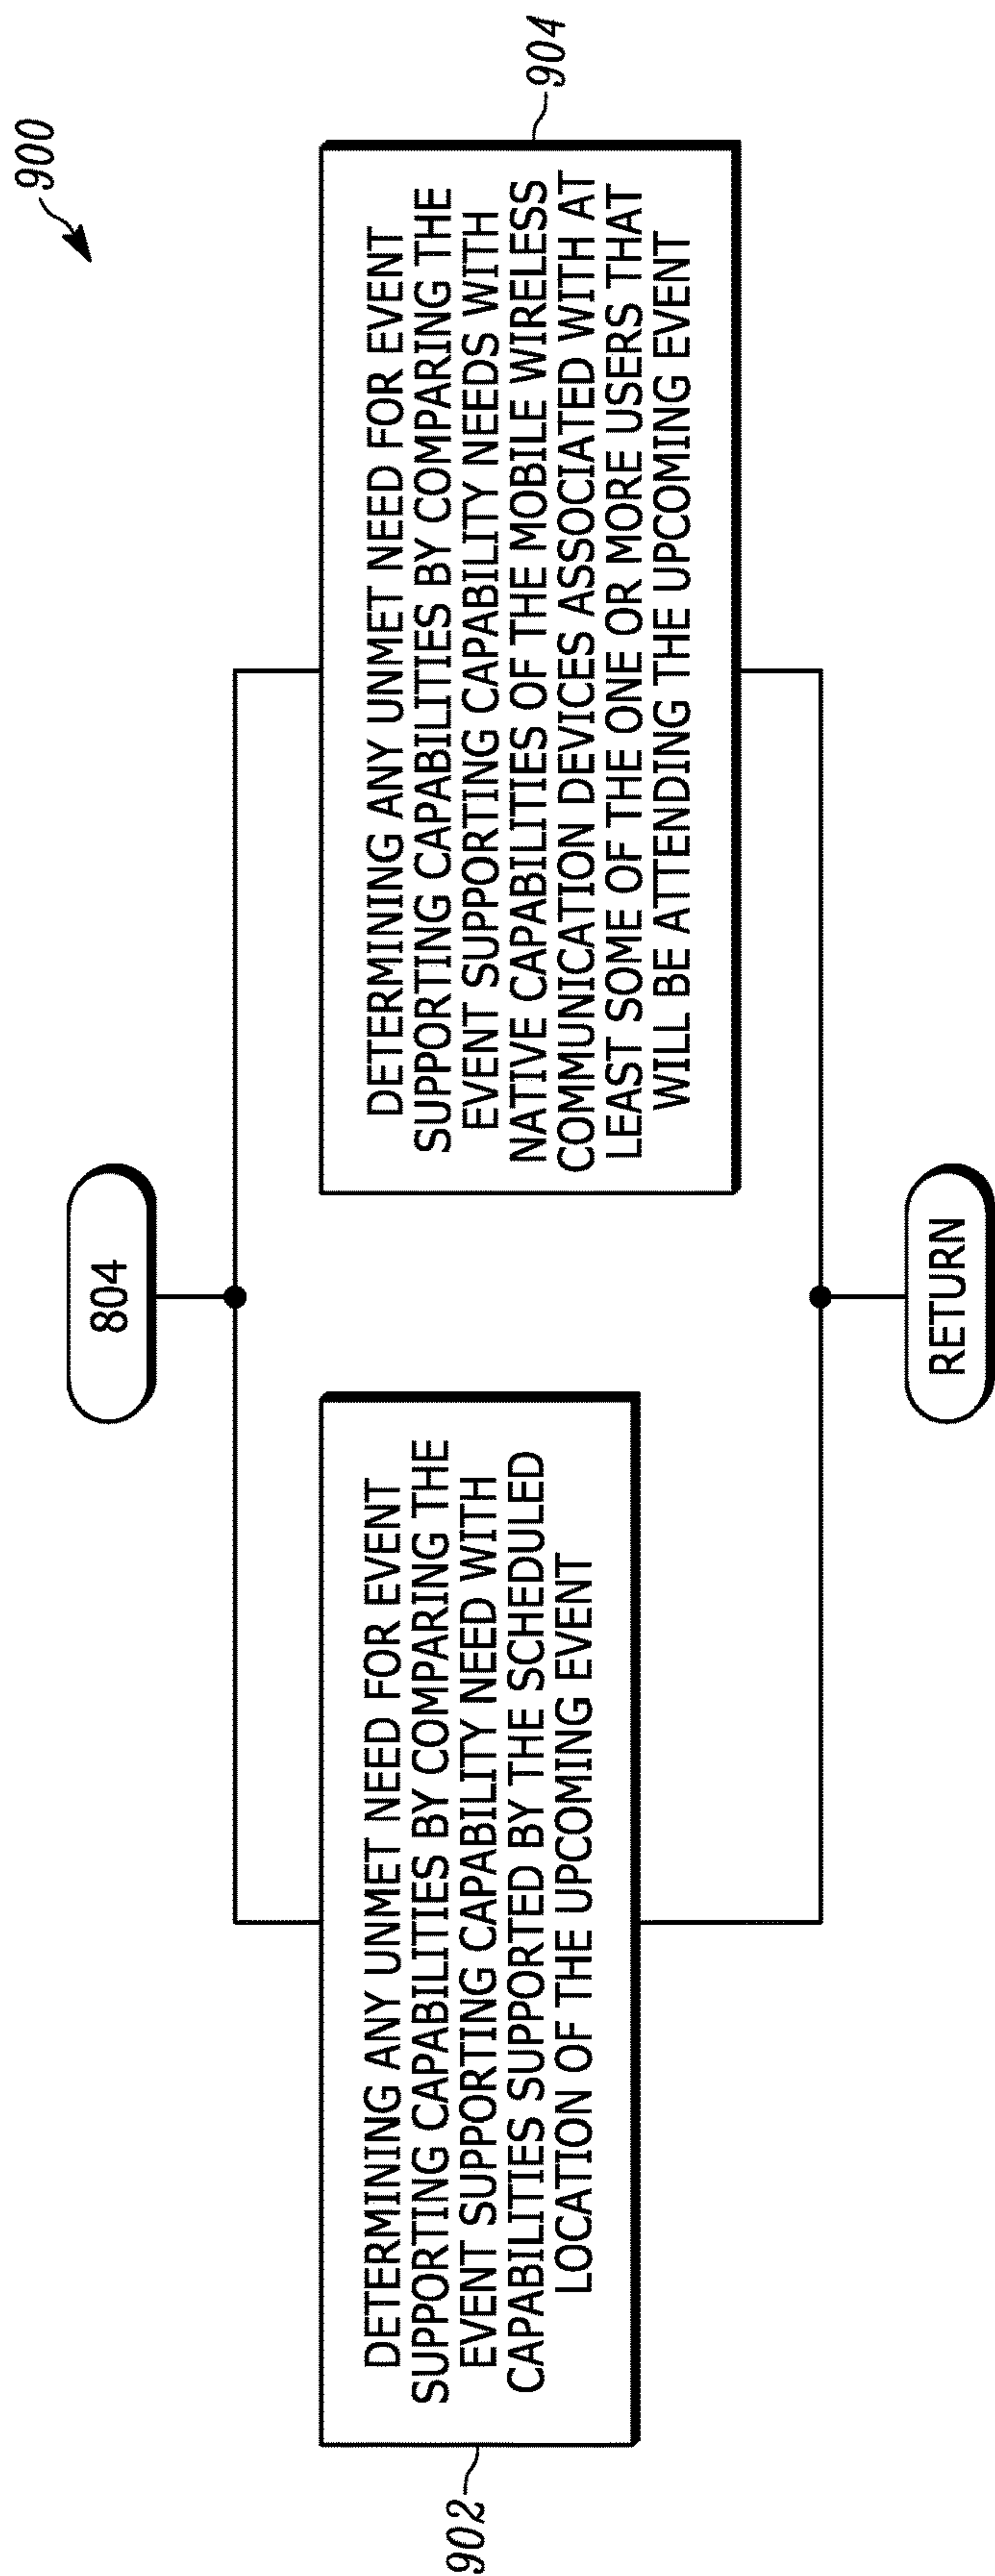 900
804
902
DETERMINING ANY UNMET NEED FOR EVENT
SUPPORTING CAPABILITIES BY COMPARING THE
EVENT SUPPORTING CAPABILITY NEED WITH
CAPABILITIES SUPPORTED BY THE SCHEDULED
LOCATION OF THE UPCOMING EVENT
904
DETERMINING ANY UNMET NEED FOR EVENT
SUPPORTING CAPABILITIES BY COMPARING THE
EVENT SUPPORTING CAPABILITY NEEDS WITH
NATIVE CAPABILITIES OF THE MOBILE WIRELESS
COMMUNICATION DEVICES ASSOCIATED WITH AT
LEAST SOME OF THE ONE OR MORE USERS THAT
WILL BE ATTENDING THE UPCOMING EVENT
RETURN